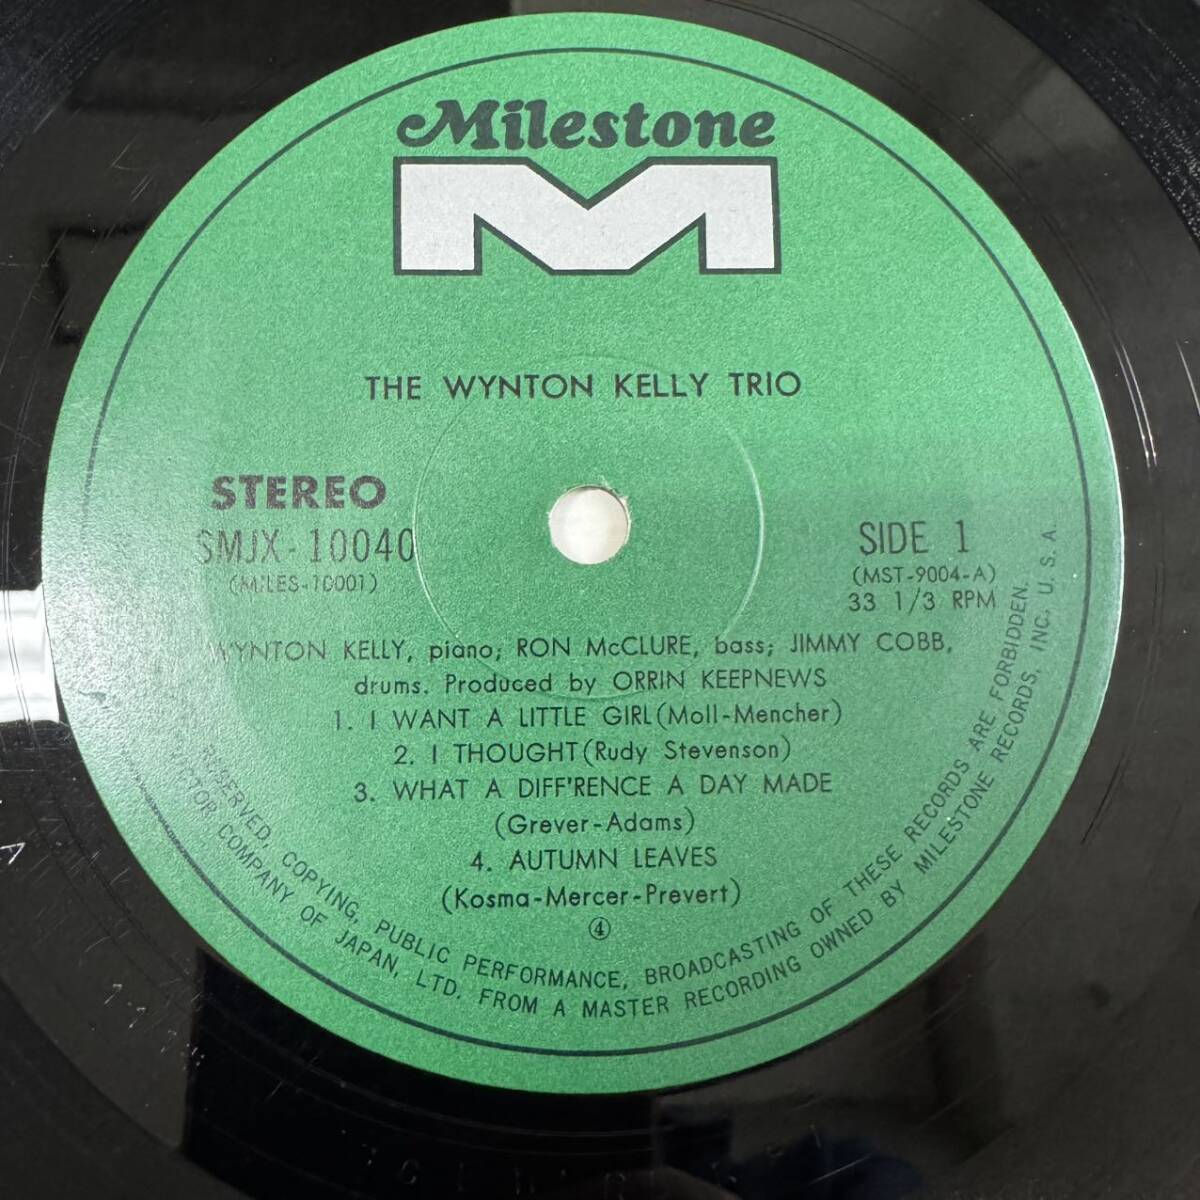 Milestone
THE WYNTON KELLY TRIO
STEREO
SMJX-10040
(MILES-10001)
SIDE 1
(MST-9004-A)
33 1/3 RPM
WYNTON KELLY, piano; RON McCLURE, bass; JIMMY COBB,
drums. Produced by ORRIN KEEPNEWS
1. I WANT A LITTLE GIRL(Moll-Mencher)
2. I THOUGHT(Rudy Stevenson)
3. WHAT A DIFF'RENCE A DAY MADE
(Grever-Adams)
4. AUTUMN LEAVES
(Kosma-Mercer-Prevert)
④
RESERVED, COPYING, PUBLIC PERFORMANCE, BROADCASTING OF THESE RECORDS ARE FORBIDDEN.
VICTOR COMPANY OF JAPAN, LTD. FROM A MASTER RECORDING OWNED BY MILESTONE RECORDS, INC, U. S. A.